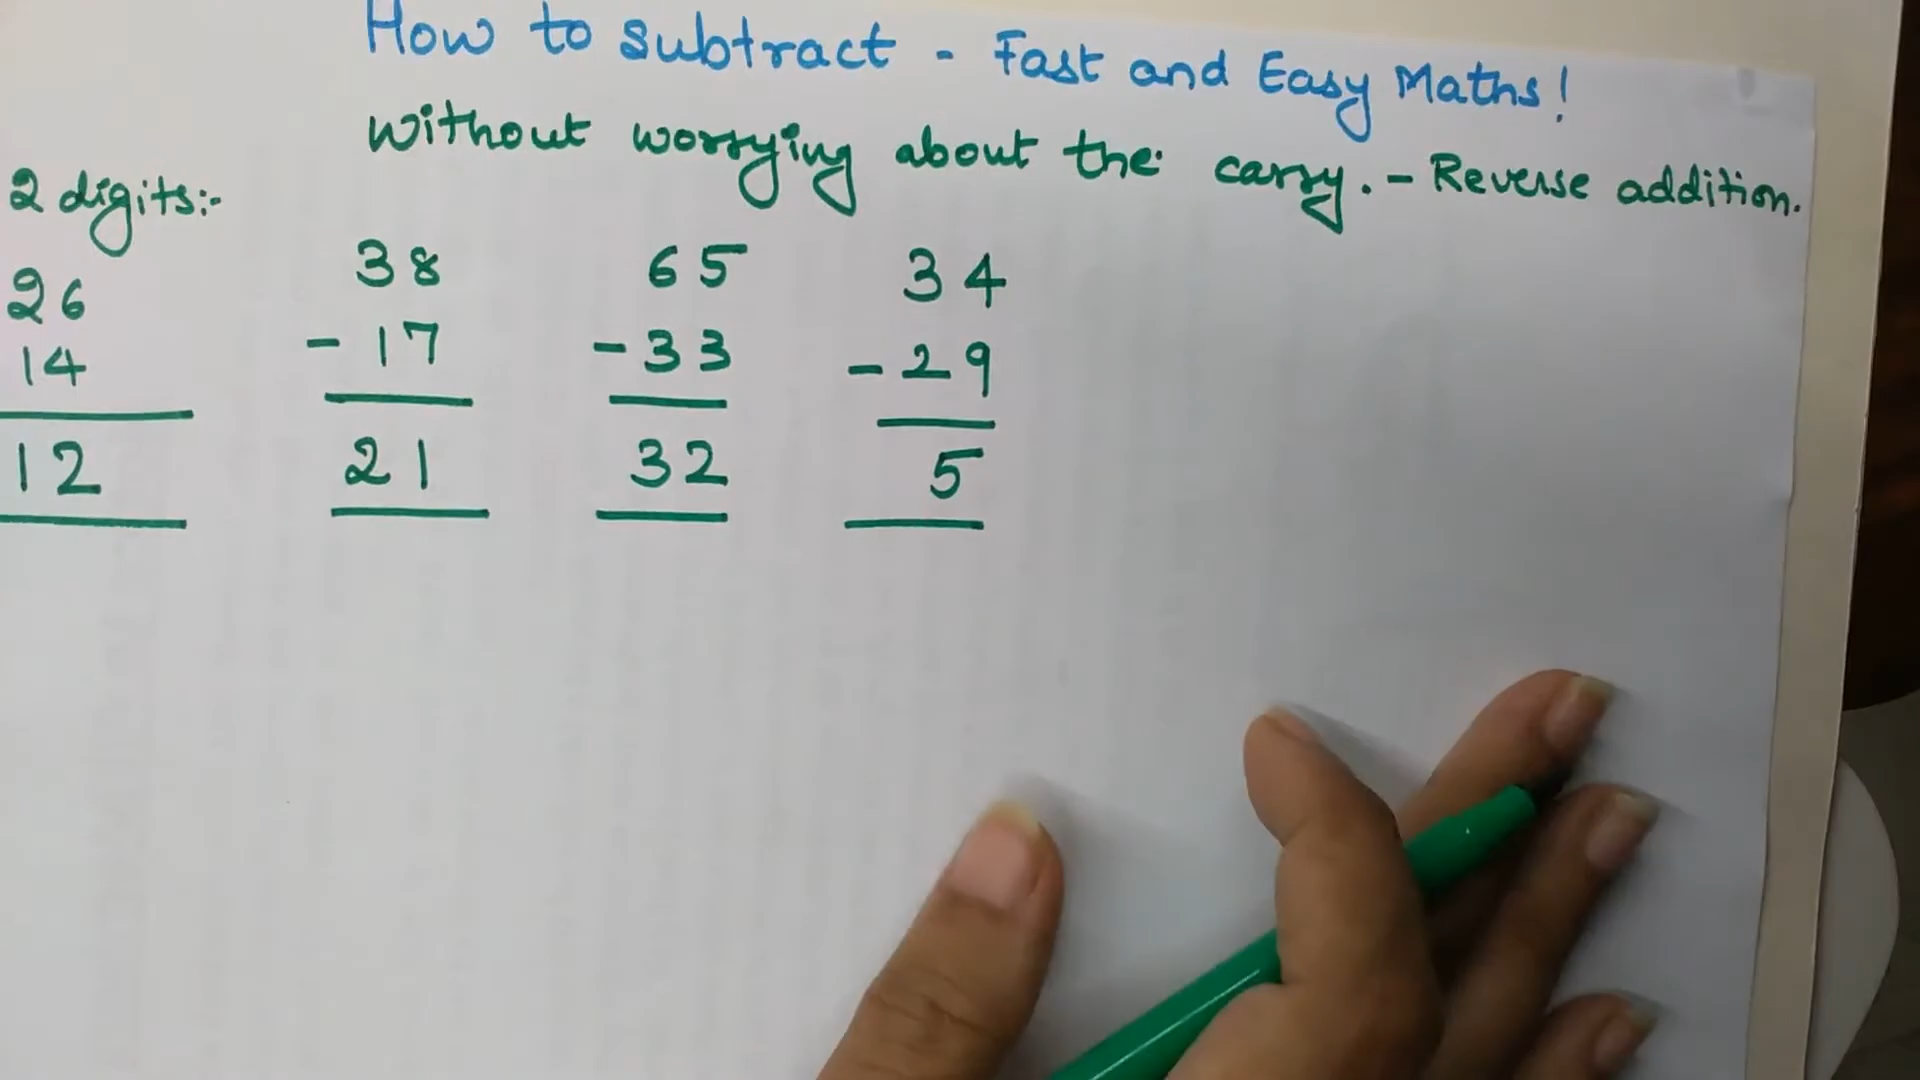 How to subtract - Fast and Easy Maths!
without worrying about the carry. - Reverse addition.
2 digits:-
26 38 65 34
14 - 17 - 33 - 29
12 21 32 5